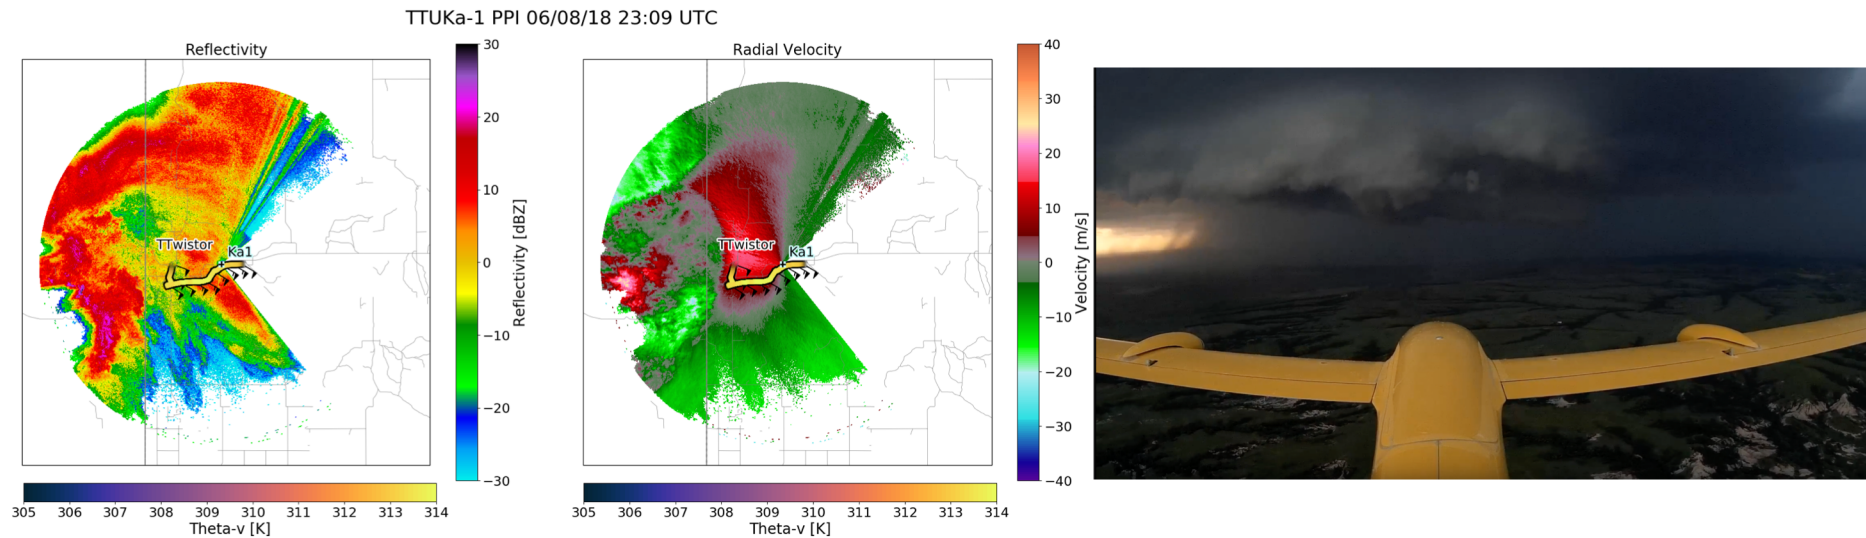 TTUKa-1 PPI 06/08/18 23:09 UTC
Reflectivity
TTwistor
Ka1
30
20
10
0
−10
−20
−30
Reflectivity [dBZ]
305 306 307 308 309 310 311 312 313 314
Theta-v [K]
Radial Velocity
TTwistor
Ka1
40
30
20
10
0
−10
−20
−30
−40
Velocity [m/s]
305 306 307 308 309 310 311 312 313 314
Theta-v [K]